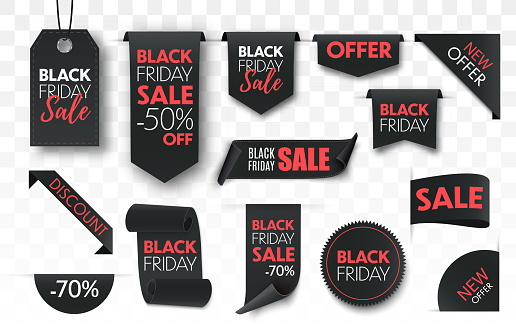 BLACK
FRIDAY
Sale
BLACK
FRIDAY
SALE
-50%
OFF
BLACK
FRIDAY
Sale
OFFER
NEW
OFFER
BLACK
FRIDAY
BLACK
FRIDAY
SALE
DISCOUNT
-70%
BLACK
FRIDAY
BLACK
FRIDAY
SALE
-70%
BLACK
FRIDAY
SALE
NEW
OFFER